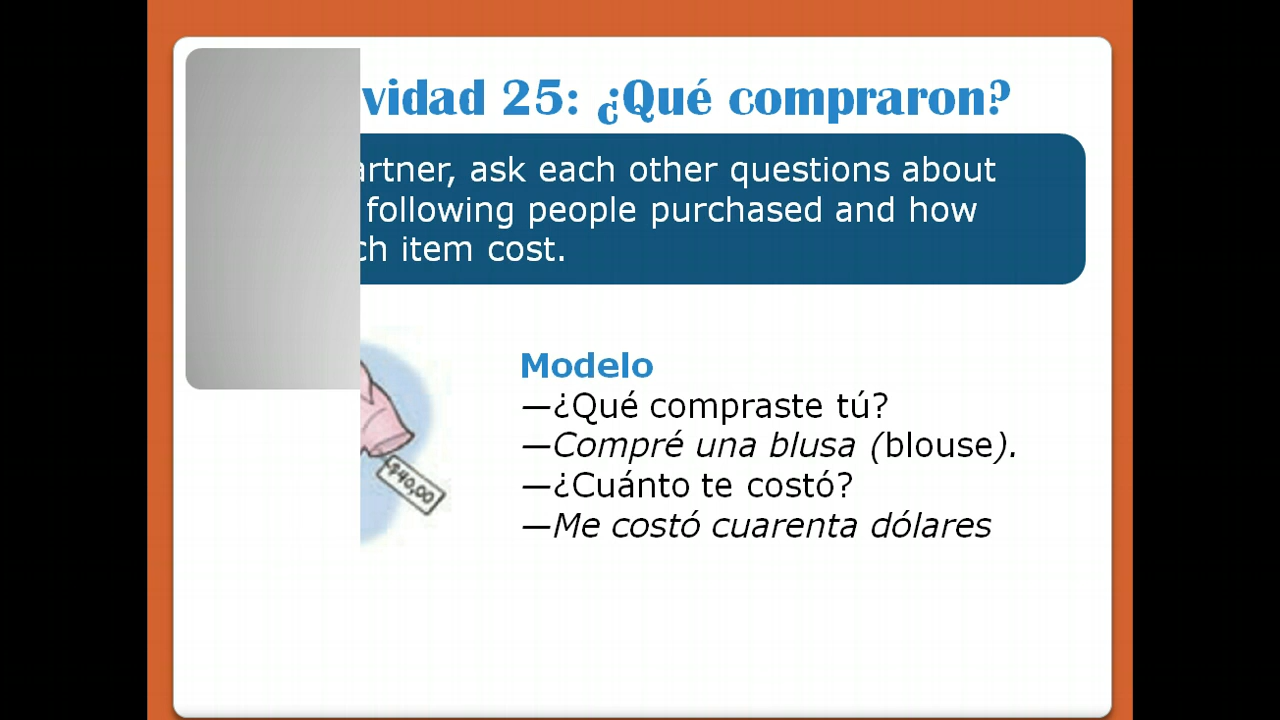 vidad 25: ¿Qué compraron?
artner, ask each other questions about
following people purchased and how
ch item cost.
Modelo
—¿Qué compraste tú?
—Compré una blusa (blouse).
—¿Cuánto te costó?
—Me costó cuarenta dólares
$40,00